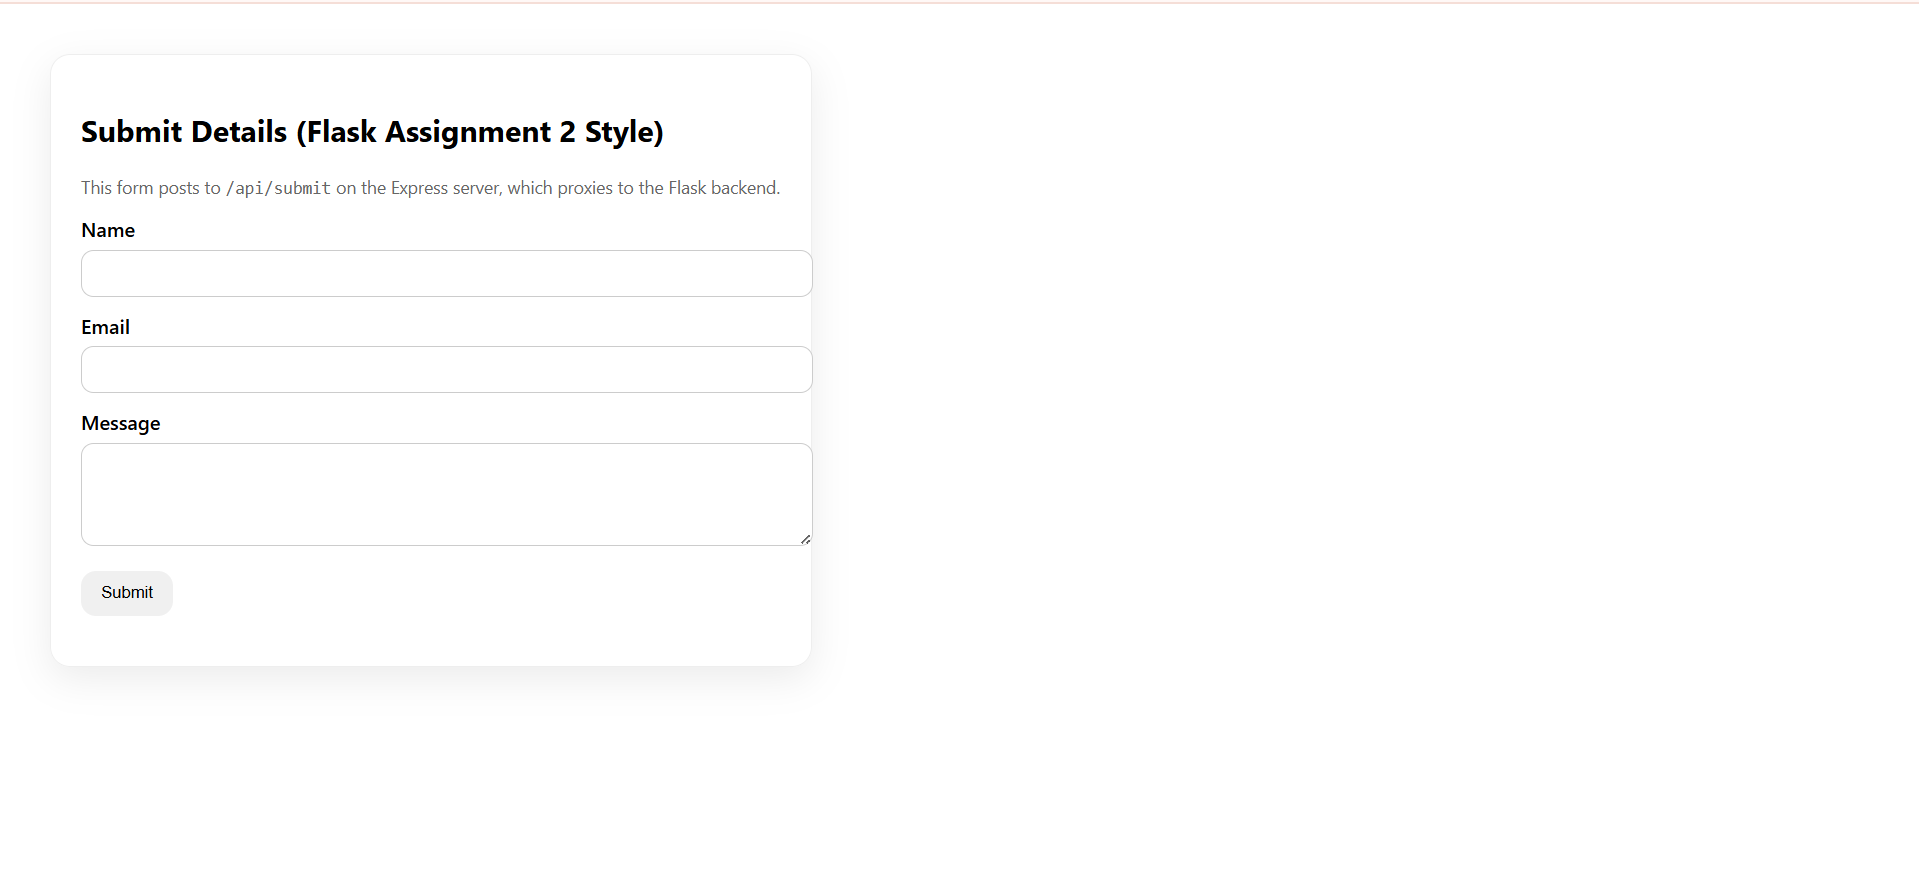 Submit Details (Flask Assignment 2 Style)
This form posts to /api/submit on the Express server, which proxies to the Flask backend.
Name
Email
Message
Submit